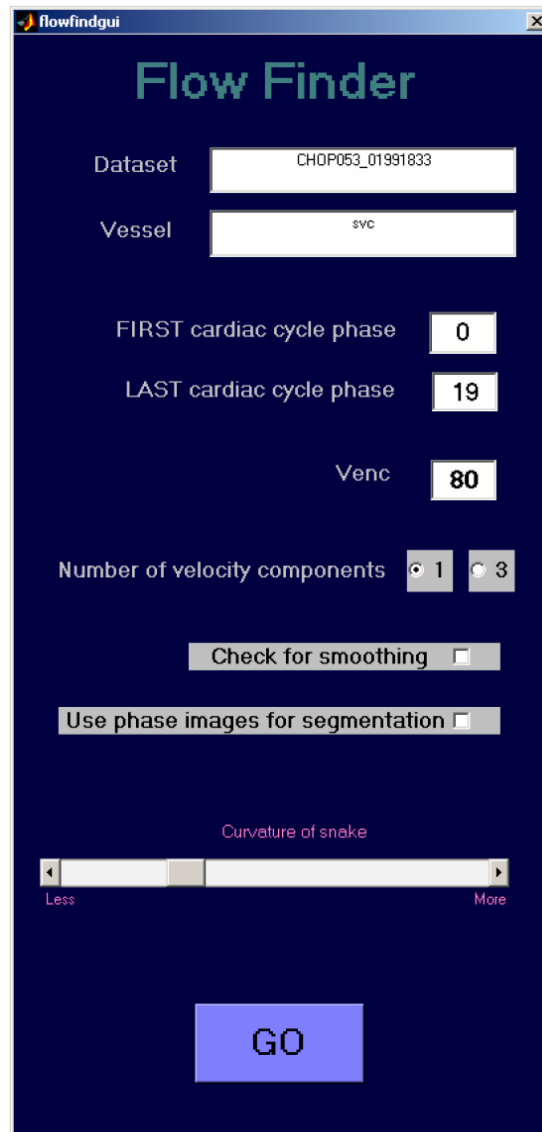 flowfindgui
Flow Finder
Dataset CHOP053_01991833
Vessel svc
FIRST cardiac cycle phase 0
LAST cardiac cycle phase 19
Venc 80
Number of velocity components 1 3
Check for smoothing
Use phase images for segmentation
Curvature of snake
Less More
GO